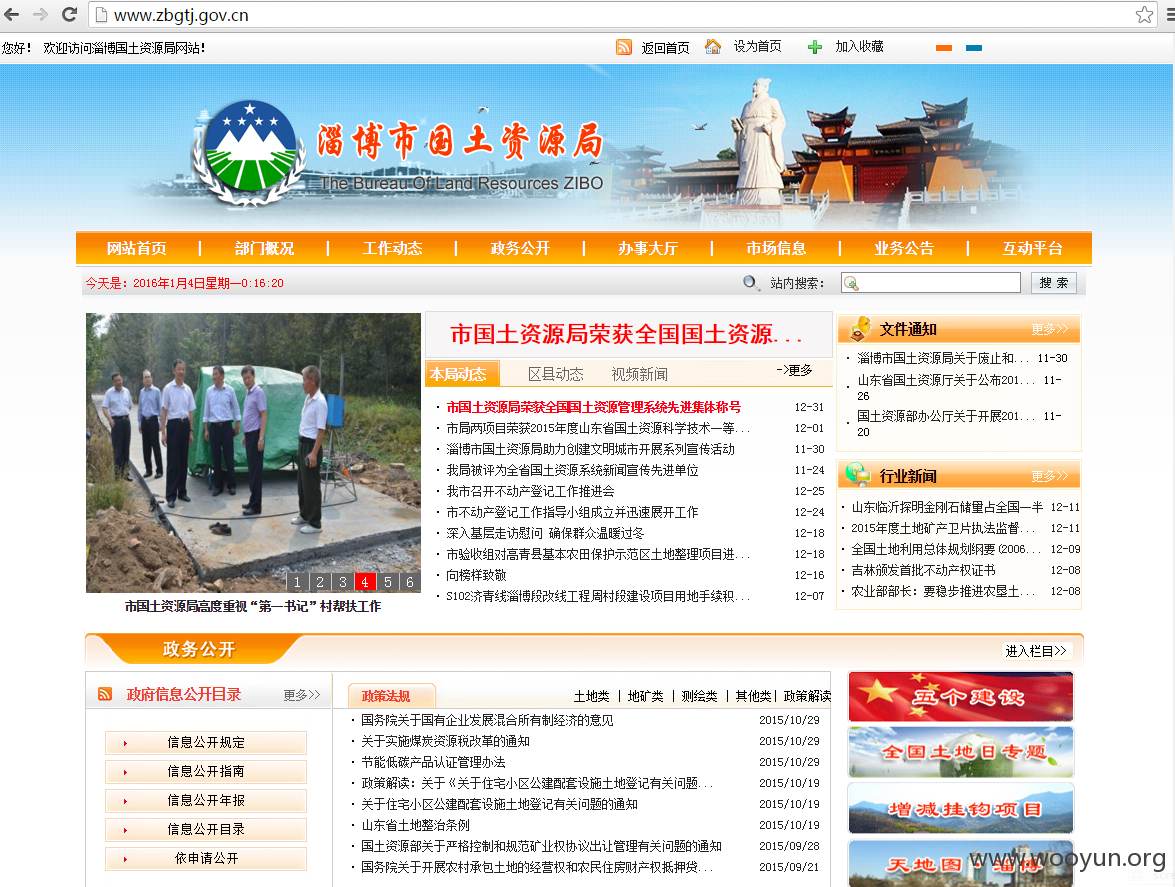 www.zbgtj.gov.cn
您好！ 欢迎访问淄博国土资源局网站！
返回首页 设为首页 加入收藏
淄博市国土资源局
The Bureau Of Land Resources ZIBO
网站首页 | 部门概况 | 工作动态 | 政务公开 | 办事大厅 | 市场信息 | 业务公告 | 互动平台
今天是：2016年1月4日星期一0:16:20
站内搜索： 搜 索
1 2 3 4 5 6
市国土资源局高度重视“第一书记”村帮扶工作
市国土资源局荣获全国国土资源...
本局动态 区县动态 视频新闻 ->更多
· 市国土资源局荣获全国国土资源管理系统先进集体称号 12-31
· 市局两项目荣获2015年度山东省国土资源科学技术一等... 12-01
· 淄博市国土资源局助力创建文明城市开展系列宣传活动 11-30
· 我局被评为全省国土资源系统新闻宣传先进单位 11-24
· 我市召开不动产登记工作推进会 12-25
· 市不动产登记工作指导小组成立并迅速展开工作 12-24
· 深入基层走访慰问 确保群众温暖过冬 12-18
· 市验收组对高青县基本农田保护示范区土地整理项目进... 12-18
· 向榜样致敬 12-16
· S102济青线淄博段改线工程周村段建设项目用地手续积... 12-07
文件通知 更多>>
· 淄博市国土资源局关于废止和... 11-30
· 山东省国土资源厅关于公布201... 11-
26
· 国土资源部办公厅关于开展201... 11-
20
行业新闻 更多>>
· 山东临沂探明金刚石储量占全国一半 12-11
· 2015年度土地矿产卫片执法监督... 12-11
· 全国土地利用总体规划纲要(2006... 12-09
· 吉林颁发首批不动产权证书 12-08
· 农业部部长：要稳步推进农垦土... 12-08
政务公开 进入栏目>>
政府信息公开目录 更多>>
信息公开规定
信息公开指南
信息公开年报
信息公开目录
依申请公开
政策法规 土地类 | 地矿类 | 测绘类 | 其他类| 政策解读
· 国务院关于国有企业发展混合所有制经济的意见 2015/10/29
· 关于实施煤炭资源税改革的通知 2015/10/29
· 节能低碳产品认证管理办法 2015/10/29
· 政策解读：关于《关于住宅小区公建配套设施土地登记有关问题... 2015/10/19
· 关于住宅小区公建配套设施土地登记有关问题的通知 2015/10/19
· 山东省土地整治条例 2015/10/19
· 国土资源部关于严格控制和规范矿业权协议出让管理有关问题的通知 2015/09/28
· 国务院关于开展农村承包土地的经营权和农民住房财产权抵押贷... 2015/09/21
五个建设
全国土地日专题
增减挂钩项目
天地图·淄博
www.wooyun.org